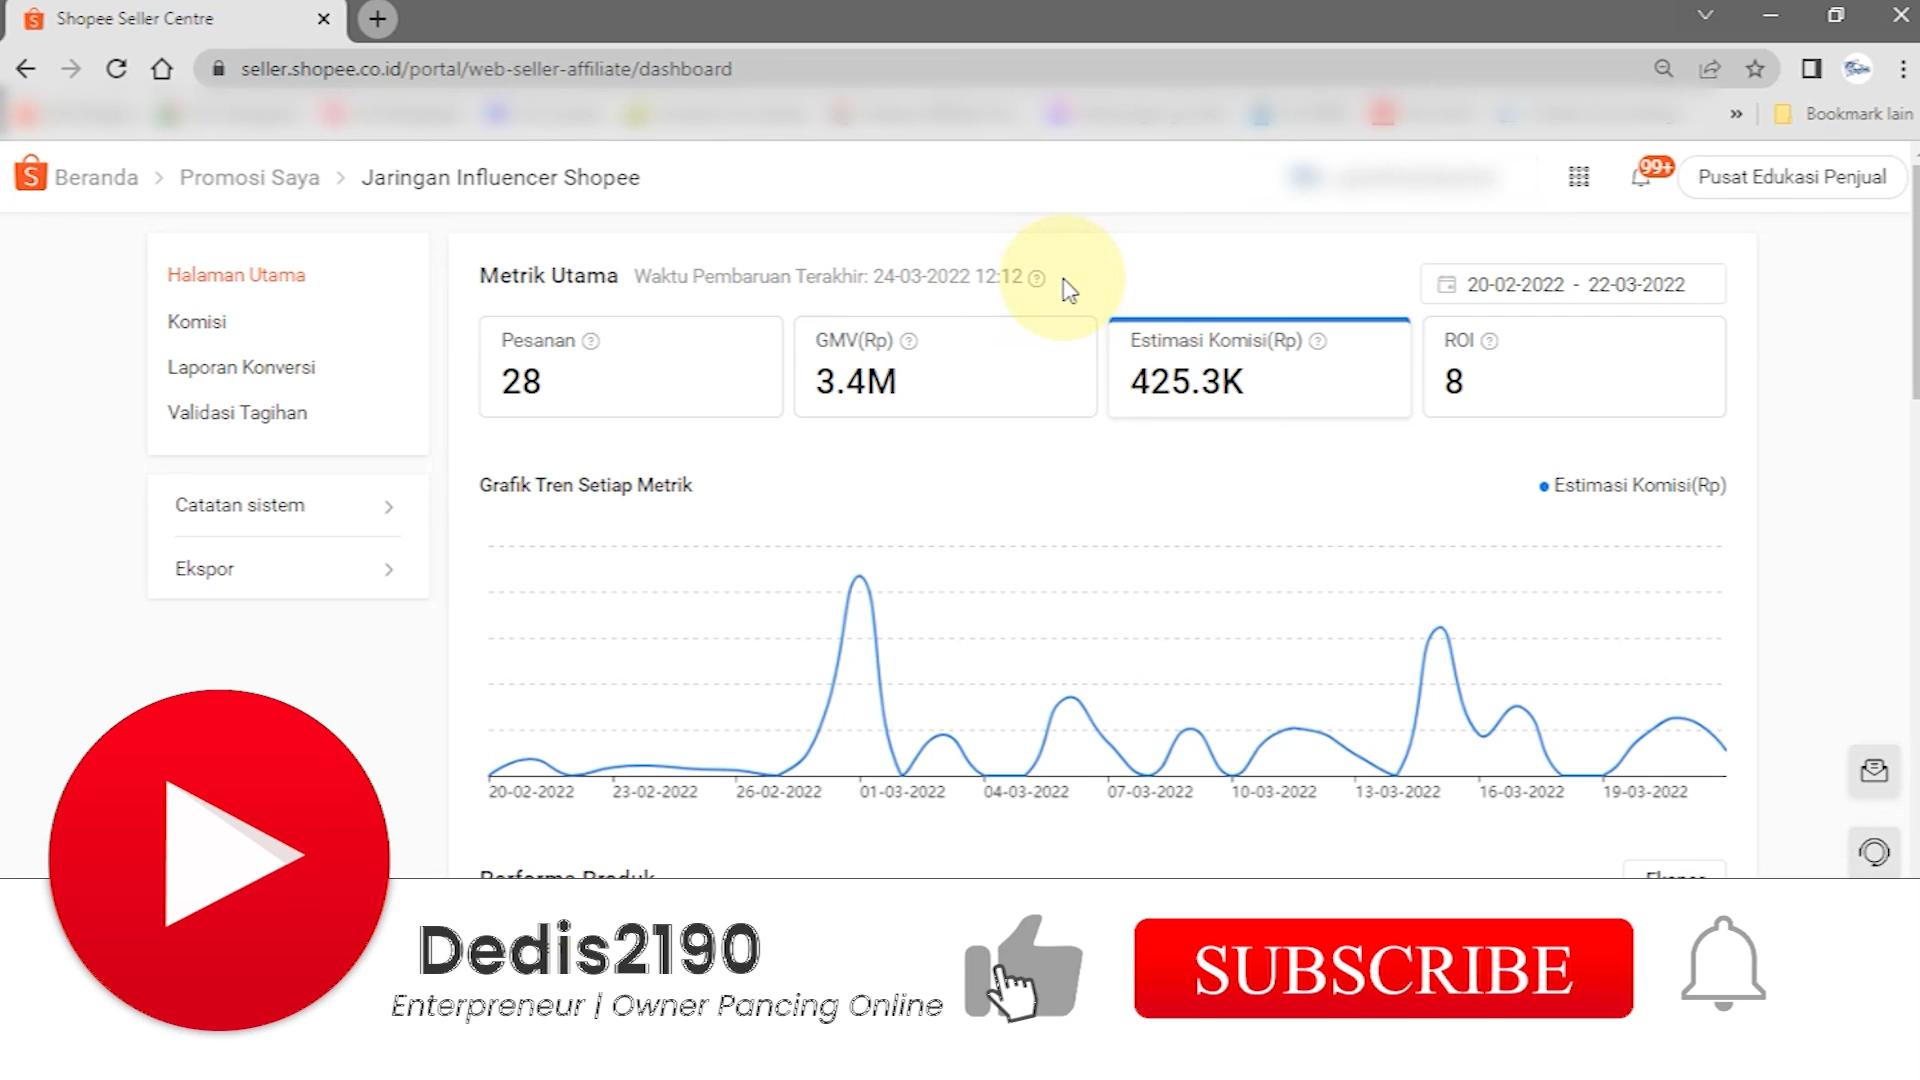 Shopee Seller Centre
seller.shopee.co.id/portal/web-seller-affiliate/dashboard
» Bookmark lain
Beranda > Promosi Saya > Jaringan Influencer Shopee
99+
Pusat Edukasi Penjual
Halaman Utama
Komisi
Laporan Konversi
Validasi Tagihan
Catatan sistem
Ekspor
Metrik Utama Waktu Pembaruan Terakhir: 24-03-2022 12:12
20-02-2022 - 22-03-2022
Pesanan
28
GMV(Rp)
3.4M
Estimasi Komisi(Rp)
425.3K
ROI
8
Grafik Tren Setiap Metrik
Estimasi Komisi(Rp)
20-02-2022 23-02-2022 26-02-2022 01-03-2022 04-03-2022 07-03-2022 10-03-2022 13-03-2022 16-03-2022 19-03-2022
Performa Produk
Ekspor
Dedis2190
Enterpreneur | Owner Pancing Online
SUBSCRIBE